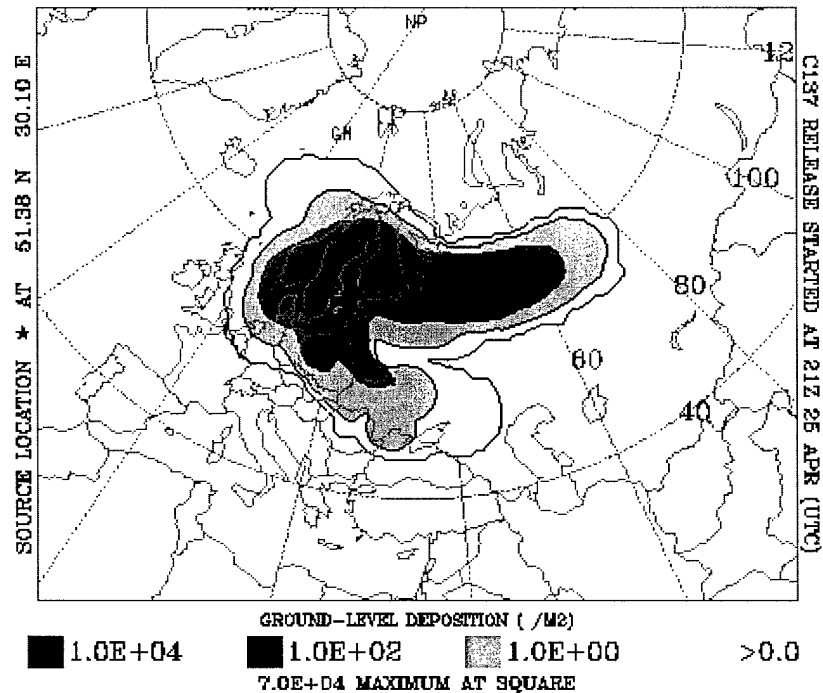 NP
12
GM
100
80
60
40
SOURCE LOCATION ★ AT 51.38 N 30.10 E
C137 RELEASE STARTED AT 21Z 25 APR (UTC)
GROUND-LEVEL DEPOSITION ( /M2)
1.0E+04 1.0E+02 1.0E+00 >0.0
7.0E+04 MAXIMUM AT SQUARE